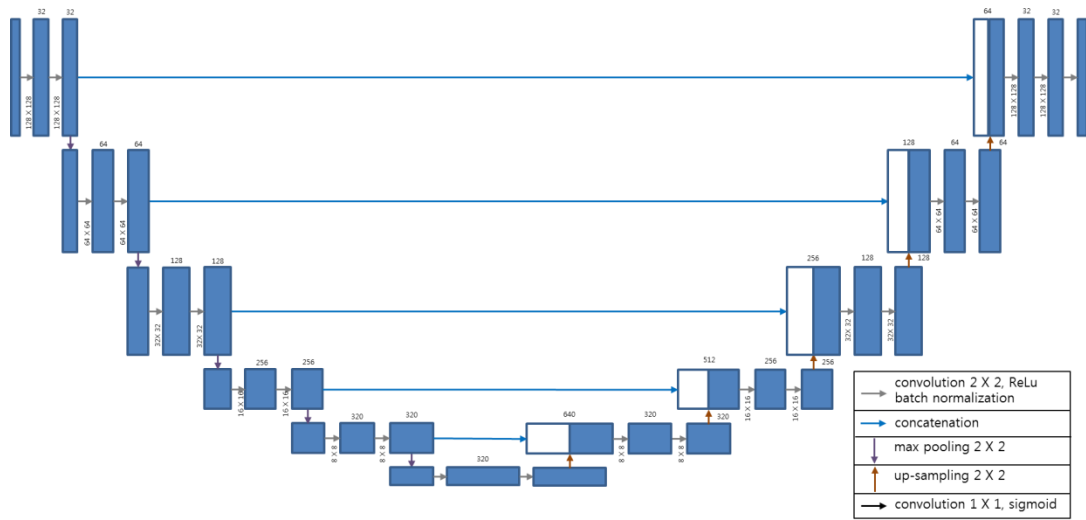 32 32
128 X 128 128 X 128
64 64
64 X 64 64 X 64
128 128
32X 32 32X 32
256 256
16 X 16 16 X 16
320 320
8 X 8 8 X 8
320
640 320 320
8 X 8 8 X 8
512 256 256
16 X 16 16 X 16
256 128 128
32X 32 32X 32
128 64 64
64 X 64 64 X 64
64 32 32
128 X 128 128 X 128
convolution 2 X 2, ReLu
batch normalization
concatenation
max pooling 2 X 2
up-sampling 2 X 2
convolution 1 X 1, sigmoid